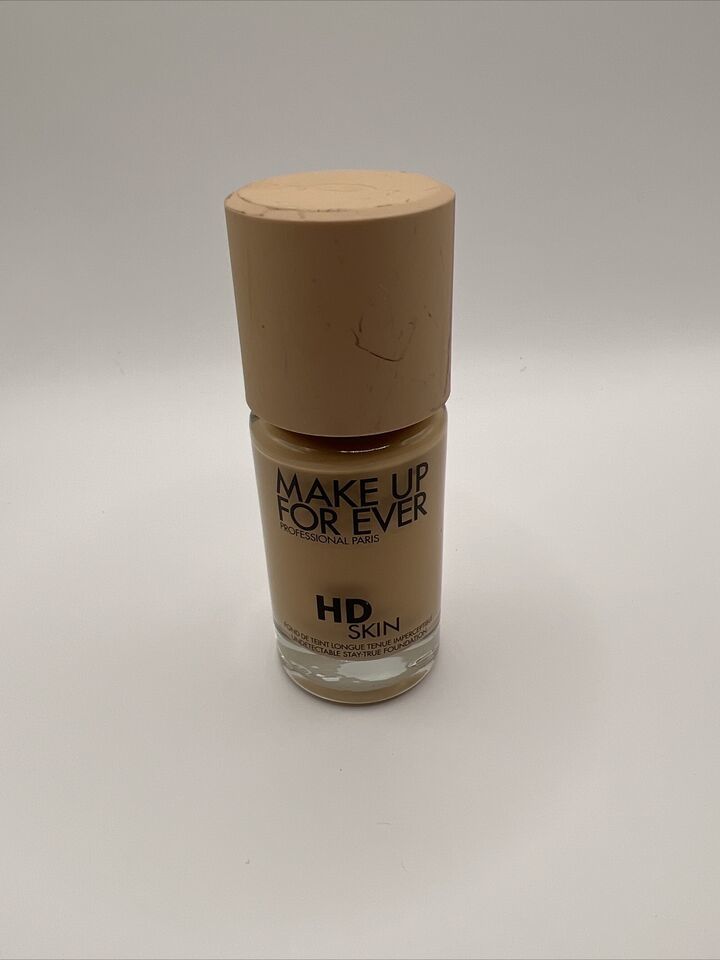 MAKE UP
FOR EVER
PROFESSIONAL PARIS
HD
SKIN
FOND DE TEINT LONGUE TENUE IMPERCEPTIBLE
UNDETECTABLE STAY-TRUE FOUNDATION